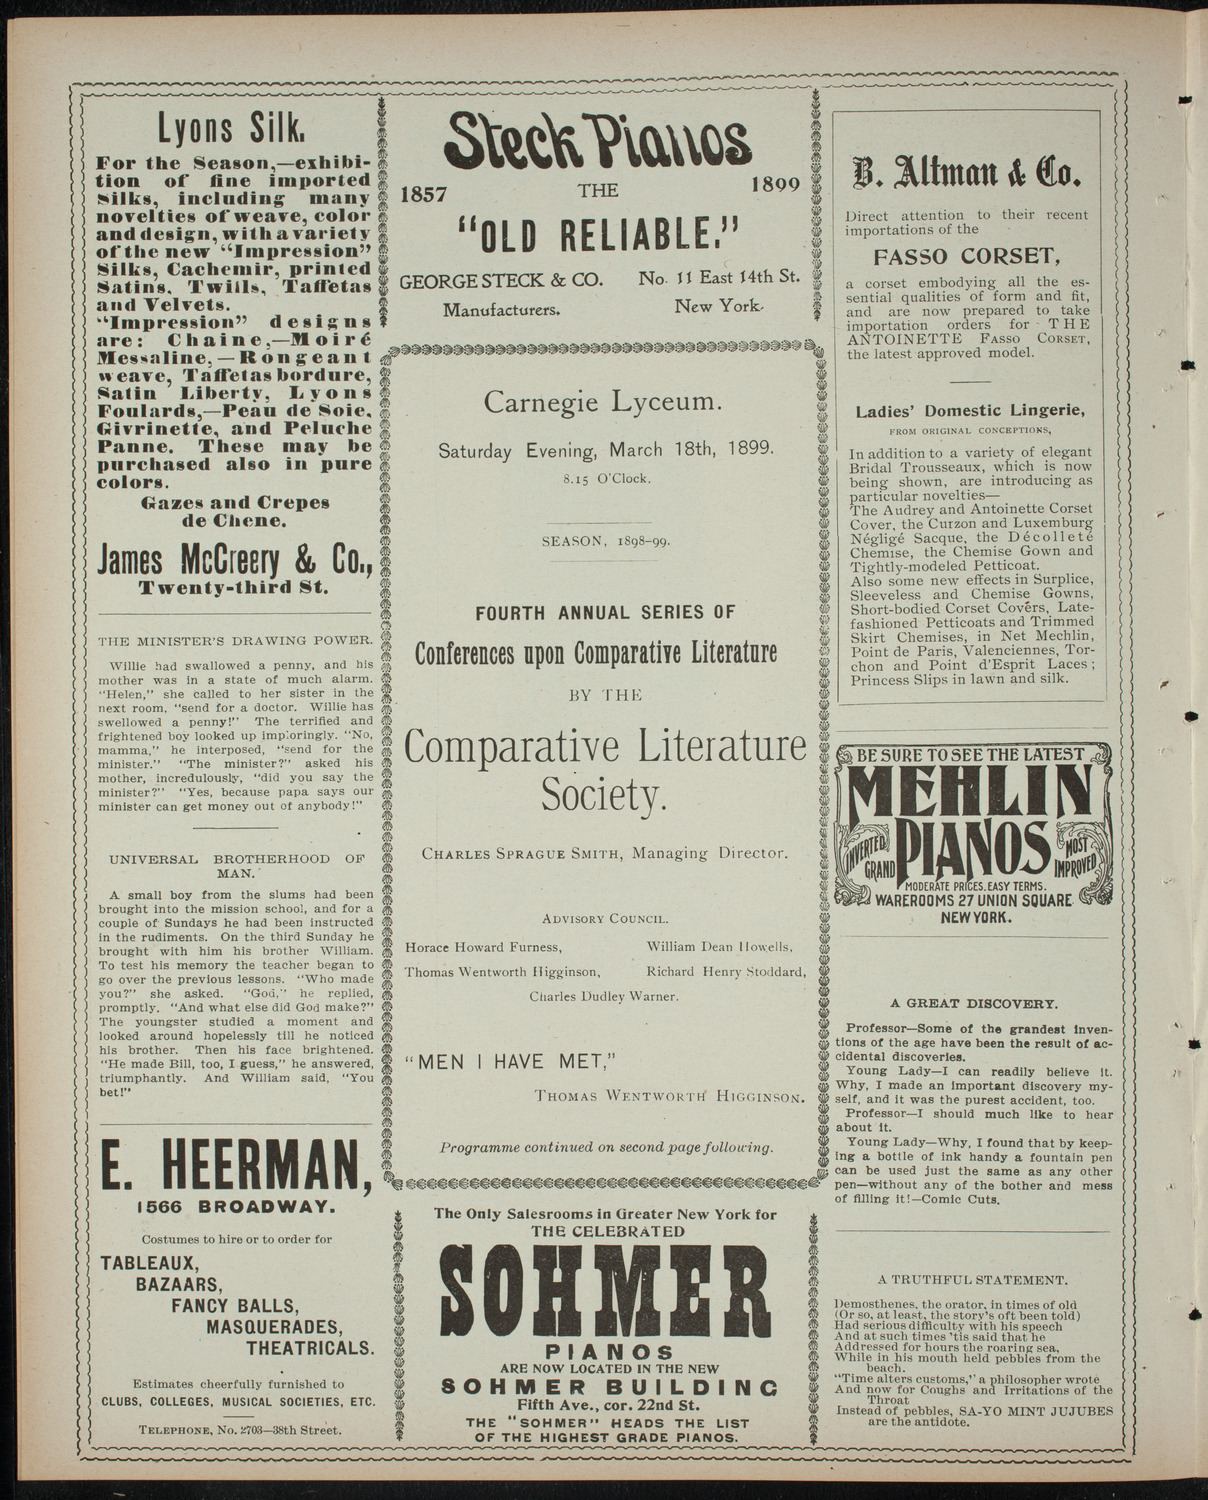 Lyons Silk.
For the Season,—exhibi-
tion of fine imported
Silks, including many
novelties of weave, color
and design, with a variety
of the new "Impression"
Silks, Cachemir, printed
Satins, Twills, Taffetas
and Velvets.
"Impression" designs
are: Chaine,—Moiré
Messaline,—Rongeant
weave, Taffetas bordure,
Satin Liberty, Lyons
Foulards,—Peau de Soie,
Givrinette, and Peluche
Panne. These may be
purchased also in pure
colors.
Gazes and Crepes
de Chene.
James McCreery & Co.,
Twenty-third St.
THE MINISTER'S DRAWING POWER.
Willie had swallowed a penny, and his
mother was in a state of much alarm.
"Helen," she called to her sister in the
next room, "send for a doctor. Willie has
swellowed a penny!" The terrified and
frightened boy looked up imploringly. "No,
mamma," he interposed, "send for the
minister." "The minister?" asked his
mother, incredulously, "did you say the
minister?" "Yes, because papa says our
minister can get money out of anybody!"
UNIVERSAL BROTHERHOOD OF
MAN.
A small boy from the slums had been
brought into the mission school, and for a
couple of Sundays he had been instructed
in the rudiments. On the third Sunday he
brought with him his brother William.
To test his memory the teacher began to
go over the previous lessons. "Who made
you?" she asked. "God," he replied,
promptly. "And what else did God make?"
The youngster studied a moment and
looked around hopelessly till he noticed
his brother. Then his face brightened.
"He made Bill, too, I guess," he answered,
triumphantly. And William said, "You
bet!"
E. HEERMAN,
1566 BROADWAY.
Costumes to hire or to order for
TABLEAUX,
BAZAARS,
FANCY BALLS,
MASQUERADES,
THEATRICALS.
Estimates cheerfully furnished to
CLUBS, COLLEGES, MUSICAL SOCIETIES, ETC.
TELEPHONE, No. 2703—38th Street.
Steck Pianos
1857 THE 1899
"OLD RELIABLE."
GEORGE STECK & CO. No. 11 East 14th St.
Manufacturers. New York.
Carnegie Lyceum.
Saturday Evening, March 18th, 1899.
8.15 O'Clock.
SEASON, 1898-99.
FOURTH ANNUAL SERIES OF
Conferences upon Comparative Literature
BY THE
Comparative Literature
Society.
CHARLES SPRAGUE SMITH, Managing Director.
ADVISORY COUNCIL.
Horace Howard Furness, William Dean Howells,
Thomas Wentworth Higginson, Richard Henry Stoddard,
Charles Dudley Warner.
"MEN I HAVE MET,"
THOMAS WENTWORTH HIGGINSON.
Programme continued on second page following.
The Only Salesrooms in Greater New York for
THE CELEBRATED
SOHMER
PIANOS
ARE NOW LOCATED IN THE NEW
SOHMER BUILDING
Fifth Ave., cor. 22nd St.
THE "SOHMER" HEADS THE LIST
OF THE HIGHEST GRADE PIANOS.
B. Altman & Co.
Direct attention to their recent
importations of the
FASSO CORSET,
a corset embodying all the es-
sential qualities of form and fit,
and are now prepared to take
importation orders for THE
ANTOINETTE FASSO CORSET,
the latest approved model.
Ladies' Domestic Lingerie,
FROM ORIGINAL CONCEPTIONS,
In addition to a variety of elegant
Bridal Trousseaux, which is now
being shown, are introducing as
particular novelties—
The Audrey and Antoinette Corset
Cover, the Curzon and Luxemburg
Négligé Sacque, the Décolleté
Chemise, the Chemise Gown and
Tightly-modeled Petticoat.
Also some new effects in Surplice,
Sleeveless and Chemise Gowns,
Short-bodied Corset Covers, Late-
fashioned Petticoats and Trimmed
Skirt Chemises, in Net Mechlin,
Point de Paris, Valenciennes, Tor-
chon and Point d'Esprit Laces;
Princess Slips in lawn and silk.
BE SURE TO SEE THE LATEST
MEHLIN
INVERTED GRAND PIANOS MOST IMPROVED
MODERATE PRICES. EASY TERMS.
WAREROOMS 27 UNION SQUARE
NEW YORK.
A GREAT DISCOVERY.
Professor—Some of the grandest inven-
tions of the age have been the result of ac-
cidental discoveries.
Young Lady—I can readily believe it.
Why, I made an important discovery my-
self, and it was the purest accident, too.
Professor—I should much like to hear
about it.
Young Lady—Why, I found that by keep-
ing a bottle of ink handy a fountain pen
can be used just the same as any other
pen—without any of the bother and mess
of filling it!—Comic Cuts.
A TRUTHFUL STATEMENT.
Demosthenes, the orator, in times of old
(Or so, at least, the story's oft been told)
Had serious difficulty with his speech
And at such times 'tis said that he
Addressed for hours the roaring sea,
While in his mouth held pebbles from the
beach.
"Time alters customs," a philosopher wrote
And now for Coughs and Irritations of the
Throat
Instead of pebbles, SA-YO MINT JUJUBES
are the antidote.